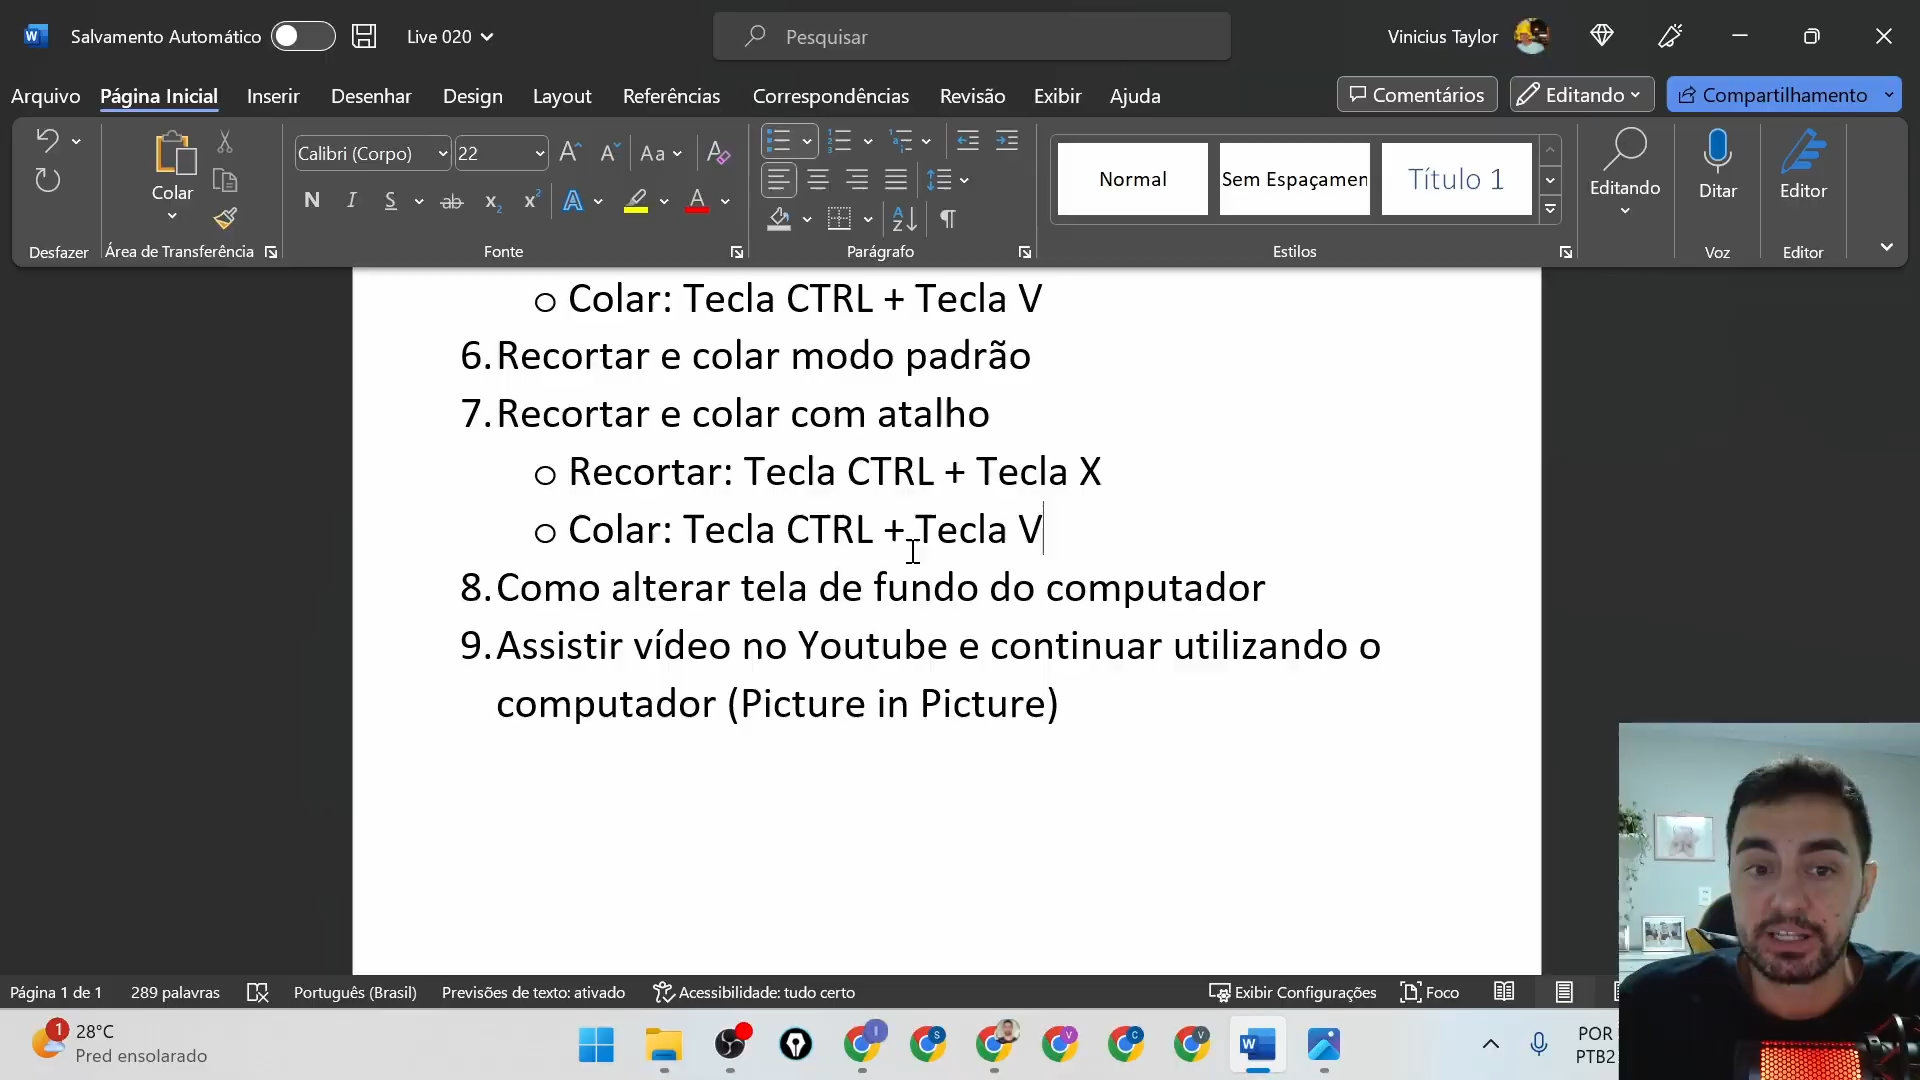 Salvamento Automático
Live 020
Pesquisar
Vinicius Taylor
Arquivo Página Inicial Inserir Desenhar Design Layout Referências Correspondências Revisão Exibir Ajuda
Comentários Editando Compartilhamento
Colar
Calibri (Corpo) 22
Aa
N I S ab x₂ x² A A
Normal Sem Espaçamen Título 1
Editando Ditar Editor
Desfazer Área de Transferência Fonte Parágrafo Estilos Voz Editor
o Colar: Tecla CTRL + Tecla V
6. Recortar e colar modo padrão
7. Recortar e colar com atalho
o Recortar: Tecla CTRL + Tecla X
o Colar: Tecla CTRL + Tecla V
8. Como alterar tela de fundo do computador
9. Assistir vídeo no Youtube e continuar utilizando o
computador (Picture in Picture)
Página 1 de 1 289 palavras Português (Brasil) Previsões de texto: ativado Acessibilidade: tudo certo Exibir Configurações Foco
1 28°C
Pred ensolarado
POR
PTB2